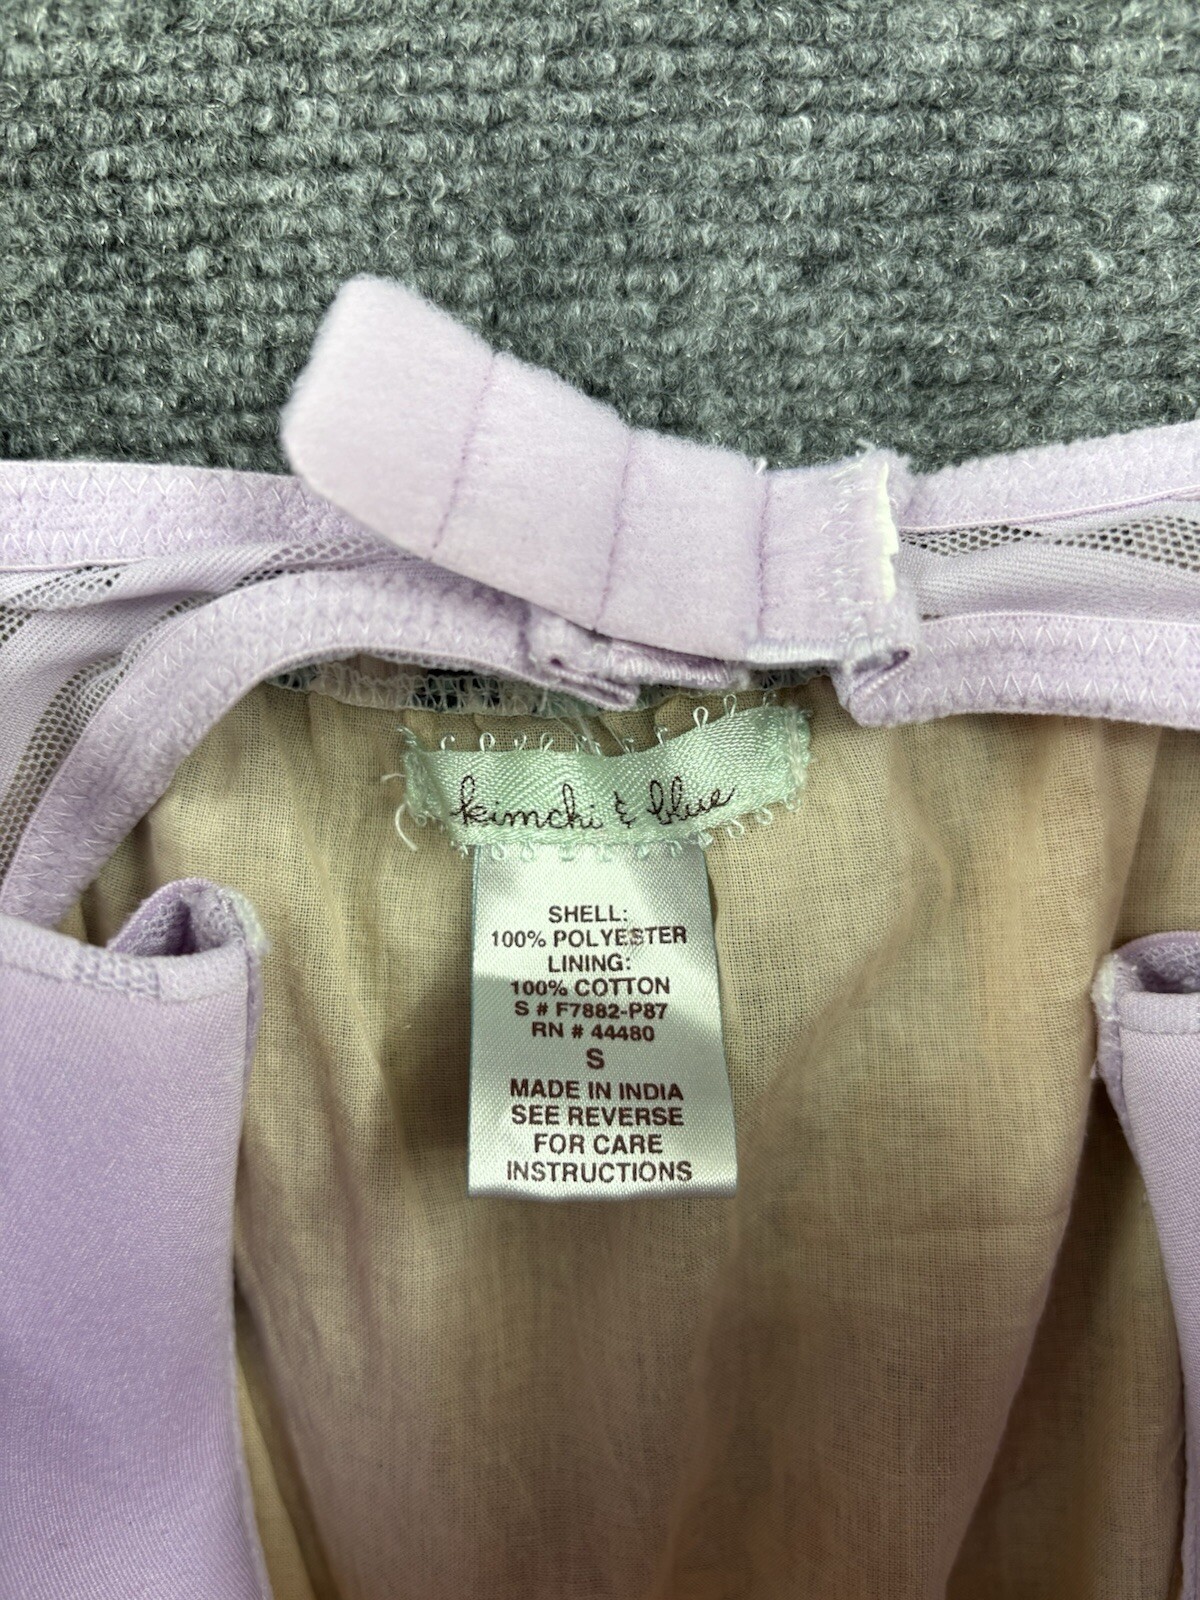 kimchi & blue
SHELL:
100% POLYESTER
LINING:
100% COTTON
S # F7882-P87
RN # 44480
S
MADE IN INDIA
SEE REVERSE
FOR CARE
INSTRUCTIONS